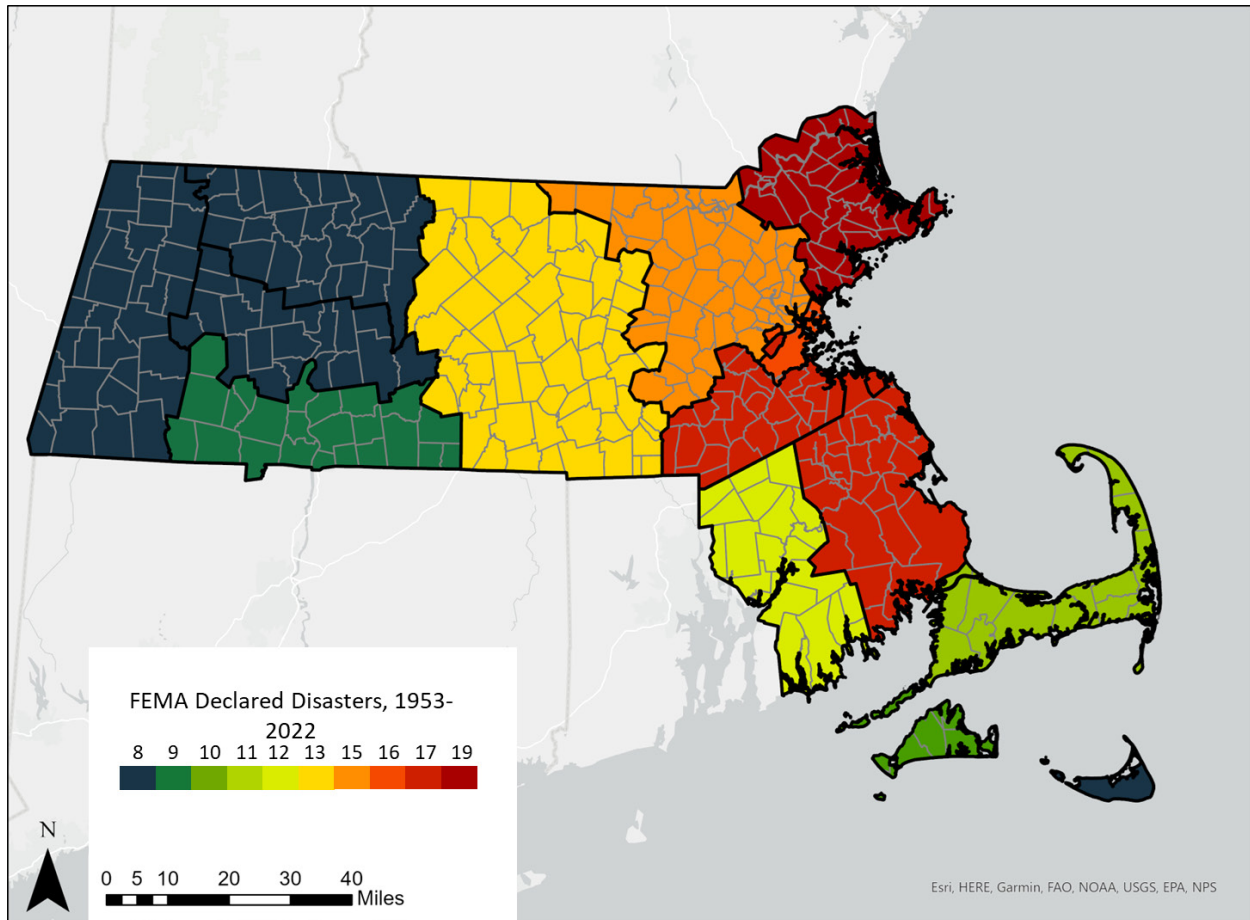 FEMA Declared Disasters, 1953-
2022
8 9 10 11 12 13 15 16 17 19
N
0 5 10 20 30 40
Miles
Esri, HERE, Garmin, FAO, NOAA, USGS, EPA, NPS